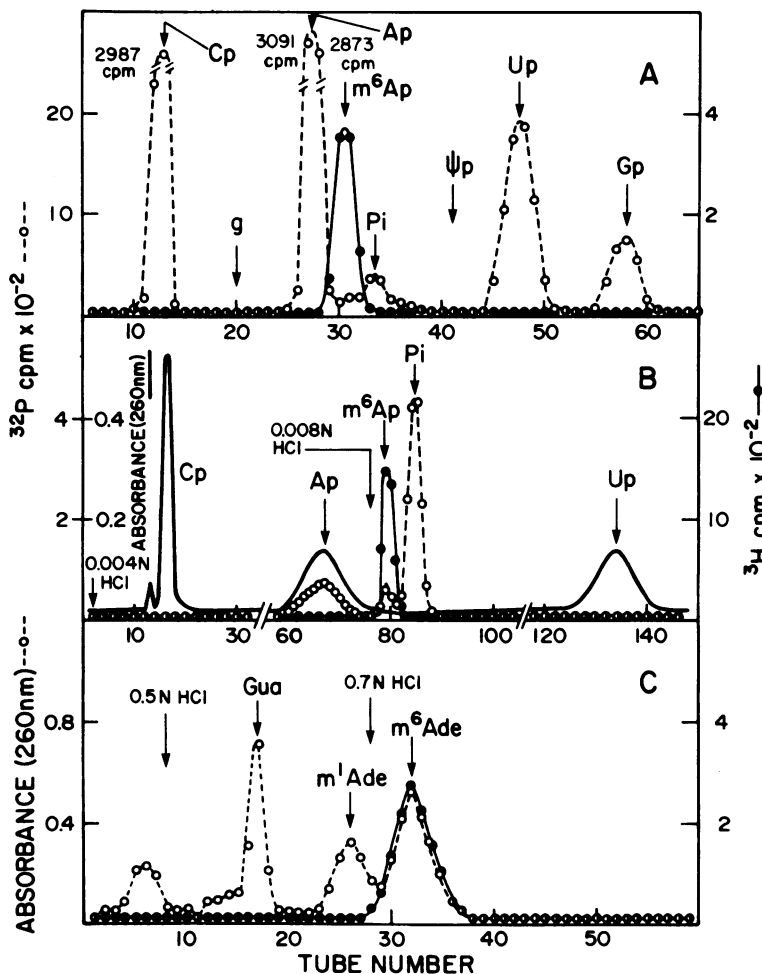 2987 cpm
Cp
3091 cpm
Ap
2873 cpm
m⁶Ap
g
Pi
ψp
Up
Gp
A
20
10
4
2
10 20 30 40 50 60
³²P cpm x 10⁻² ---o---
B
ABSORBANCE (260nm)
4
2
0.4
0.2
20
10
0.004N HCl
Cp
Ap
0.008N HCl
m⁶Ap
Pi
Up
10 30 60 80 100 120 140
³H cpm x 10⁻²
C
ABSORBANCE (260nm)---o---
0.8
0.4
4
2
0.5N HCl
Gua
m¹Ade
0.7N HCl
m⁶Ade
10 20 30 40 50
TUBE NUMBER